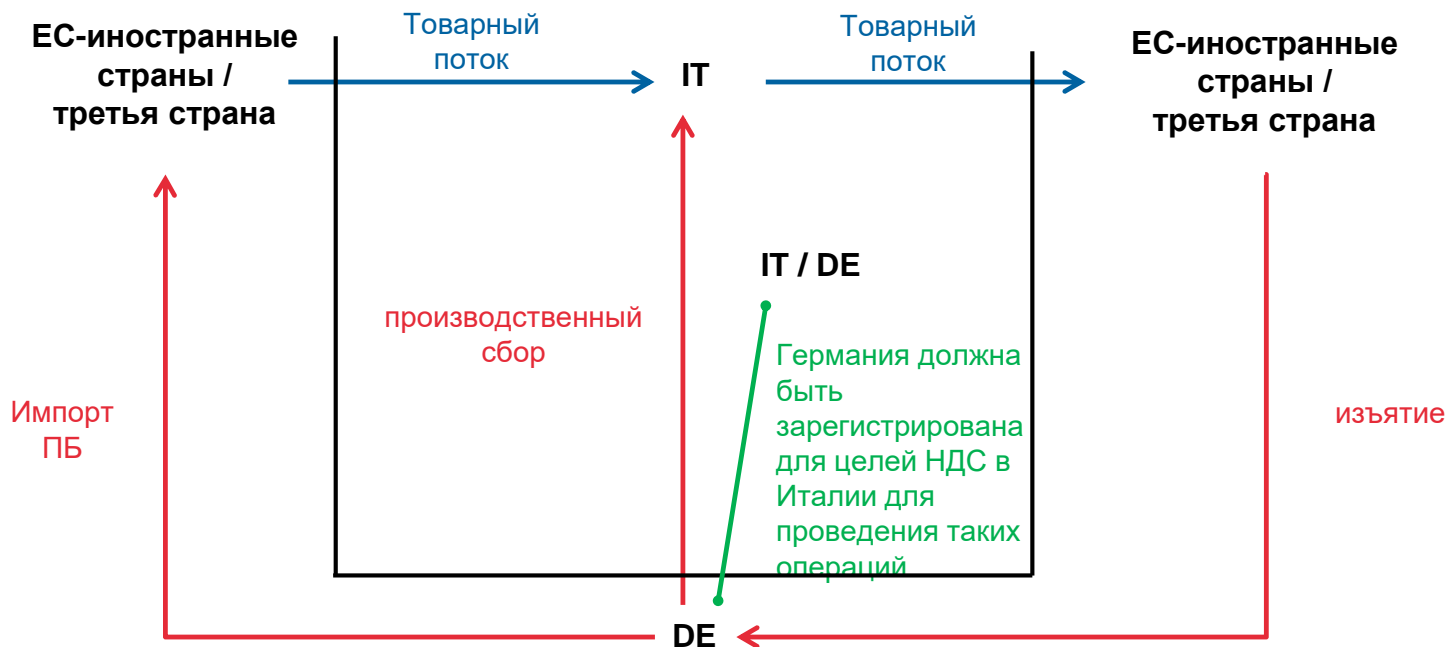 ЕС-иностранные
страны /
третья страна
Товарный
поток
IT
Товарный
поток
ЕС-иностранные
страны /
третья страна
IT / DE
производственный
сбор
Германия должна
быть
зарегистрирована
для целей НДС в
Италии для
проведения таких
операций
Импорт
ПБ
изъятие
DE